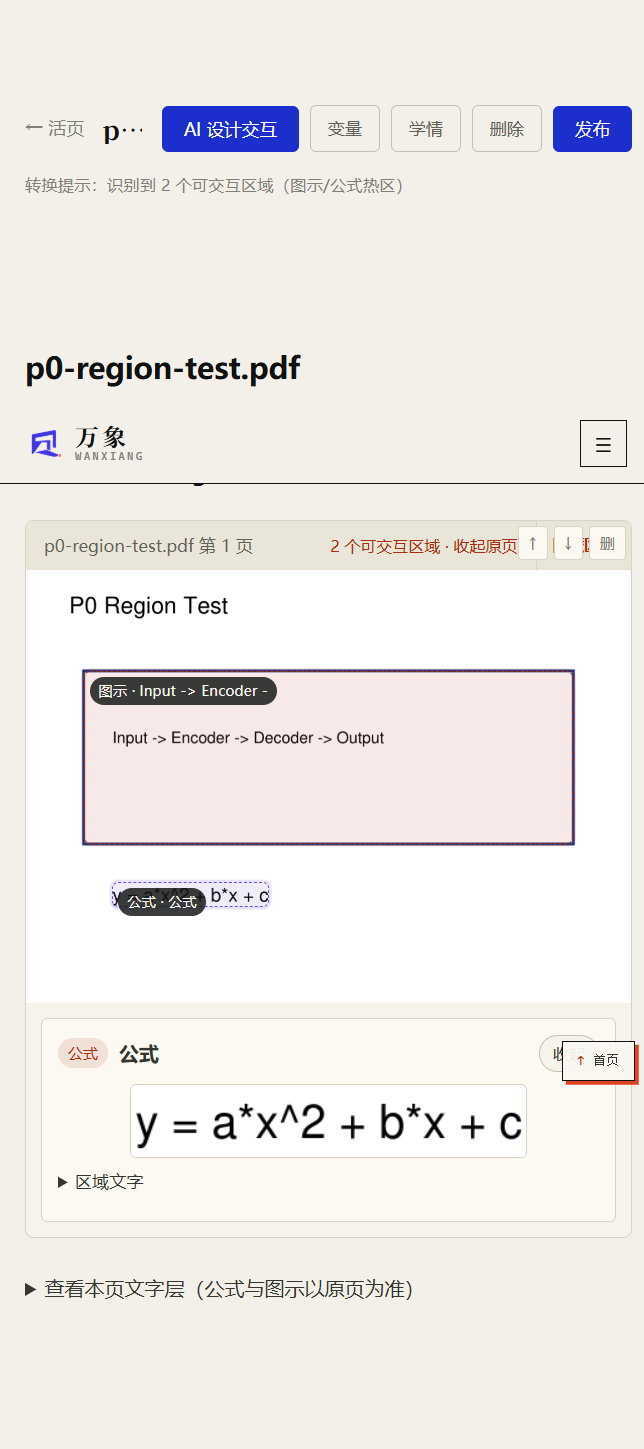 ← 活页 p… AI 设计交互 变量 学情 删除 发布
转换提示：识别到 2 个可交互区域（图示/公式热区）
p0-region-test.pdf
万象
WANXIANG
☰
p0-region-test.pdf 第 1 页 2 个可交互区域 · 收起原页 ↑ ↓ 删
P0 Region Test
图示 · Input -> Encoder -
Input -> Encoder -> Decoder -> Output
b*x + c
公式 · 公式
公式 公式 收
↑ 首页
y = a*x^2 + b*x + c
▶ 区域文字
▶ 查看本页文字层（公式与图示以原页为准）